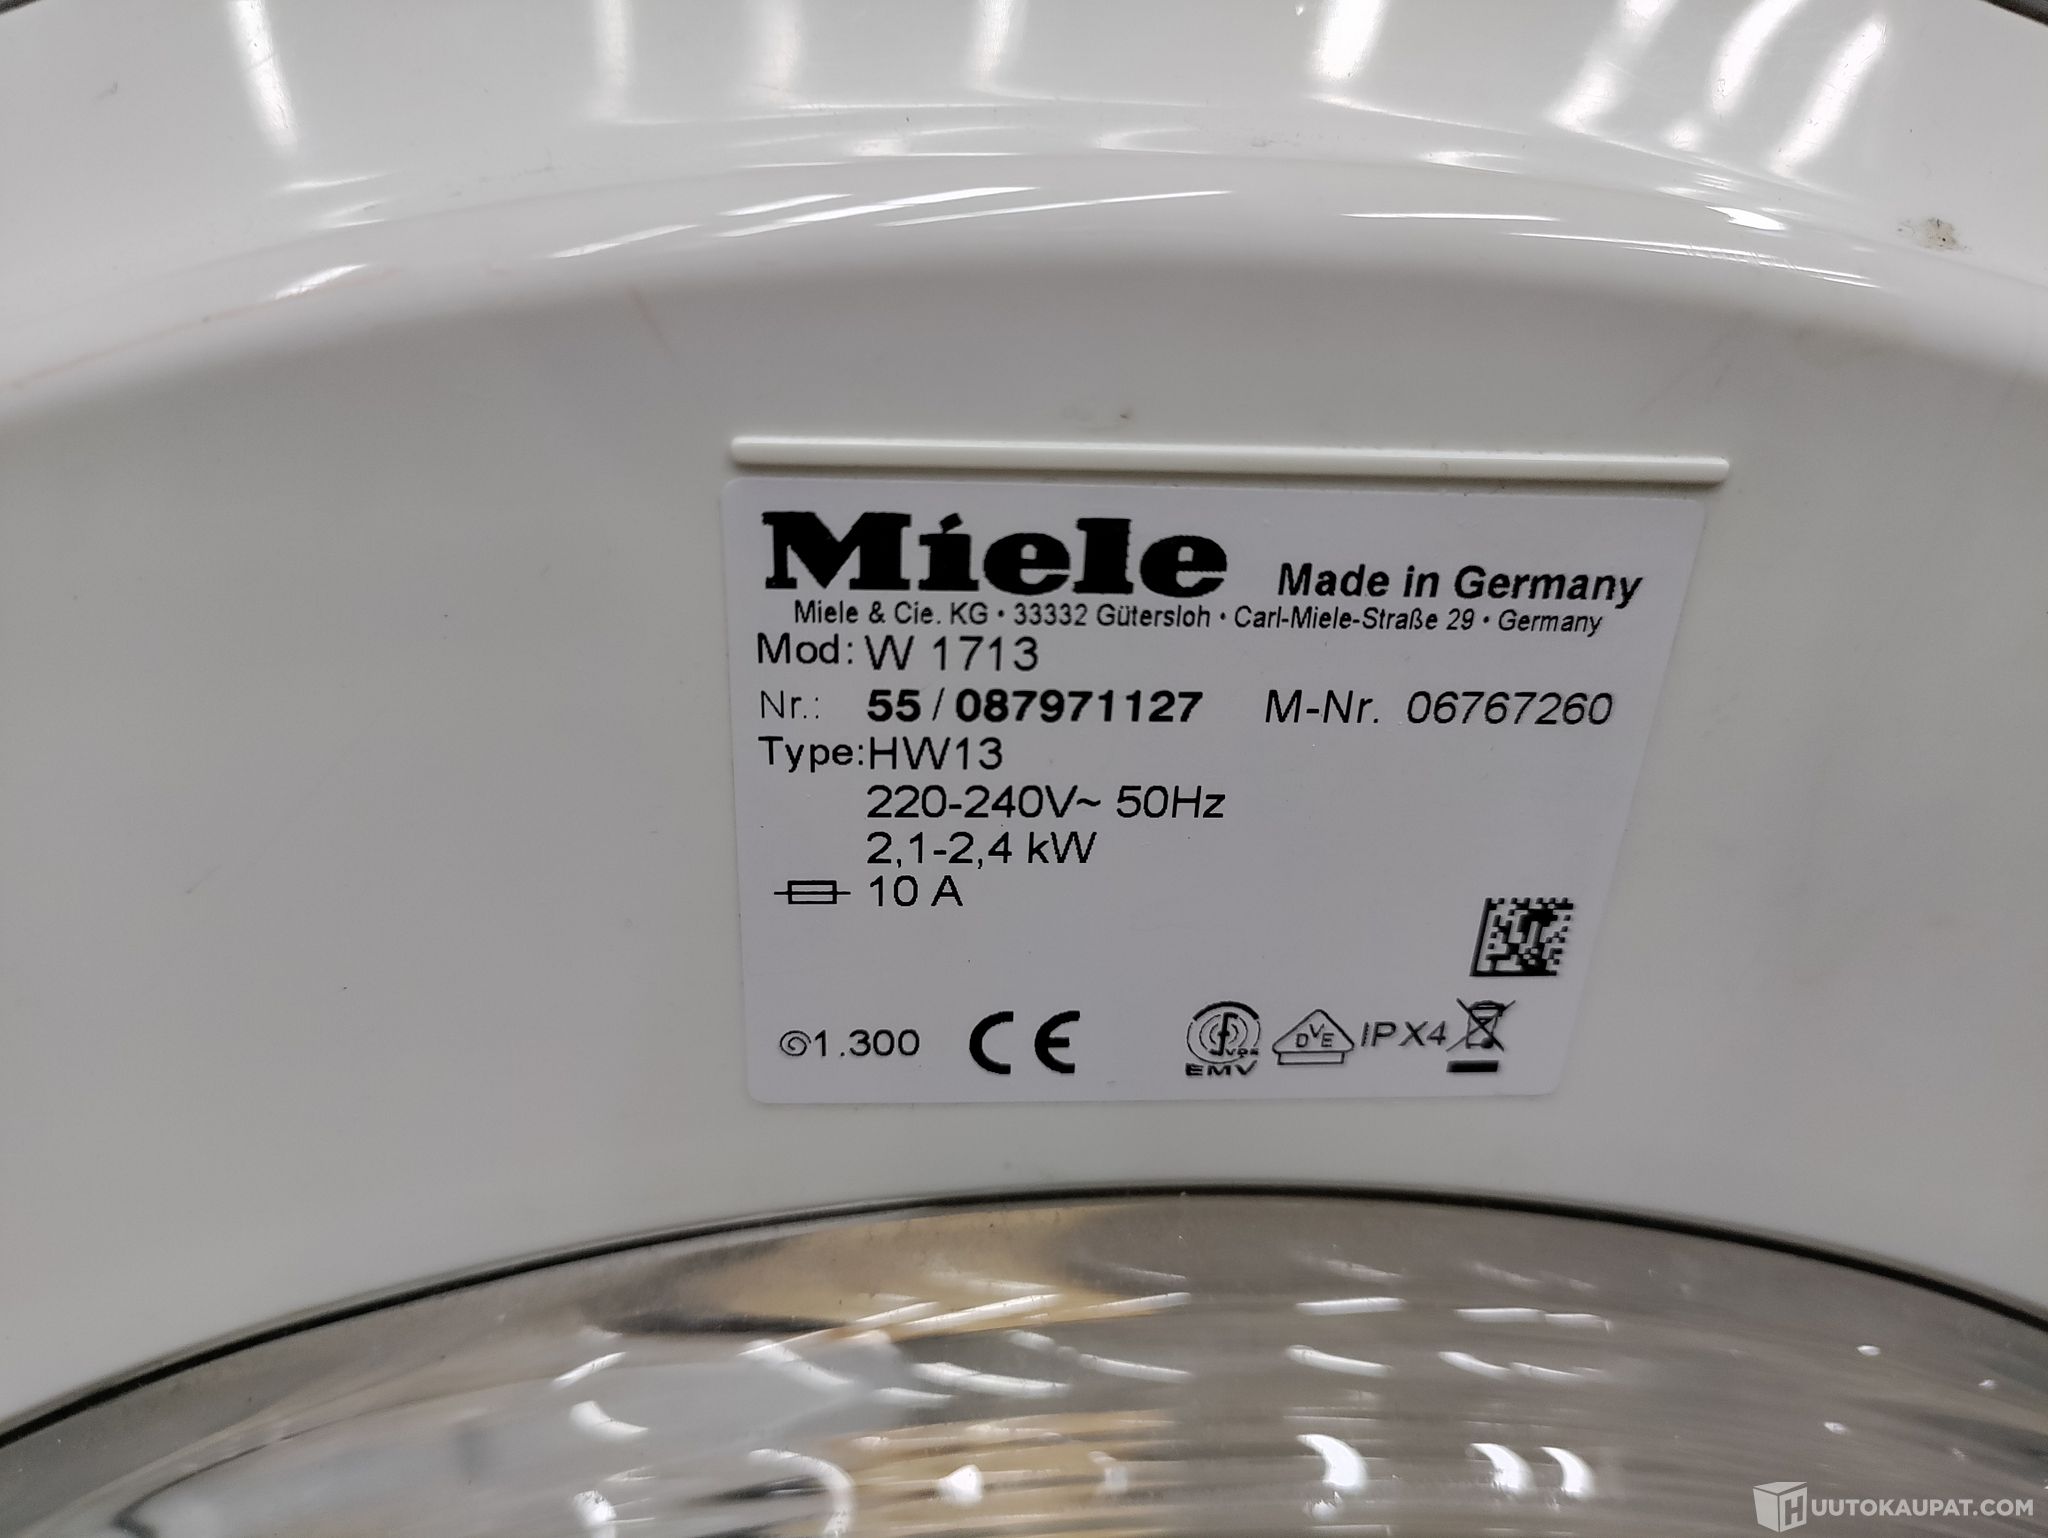 Miele Made in Germany
Miele & Cie. KG • 33332 Gütersloh • Carl-Miele-Straße 29 • Germany
Mod: W 1713
Nr.: 55 / 087971127 M-Nr. 06767260
Type: HW13
220-240V~ 50Hz
2,1-2,4 kW
10 A
1.300 CE VDE EMV DVE IPX4
HUUTOKAUPAT.COM